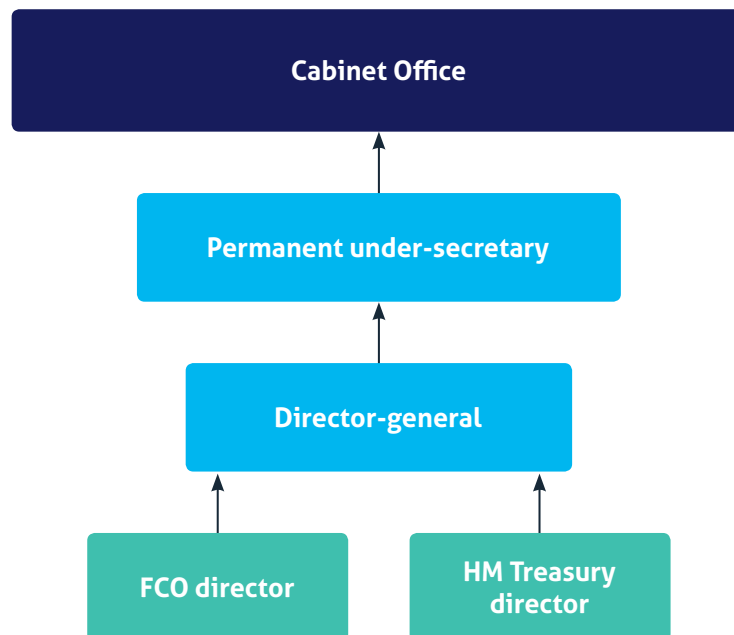 Cabinet Office
Permanent under-secretary
Director-general
FCO director
HM Treasury
director